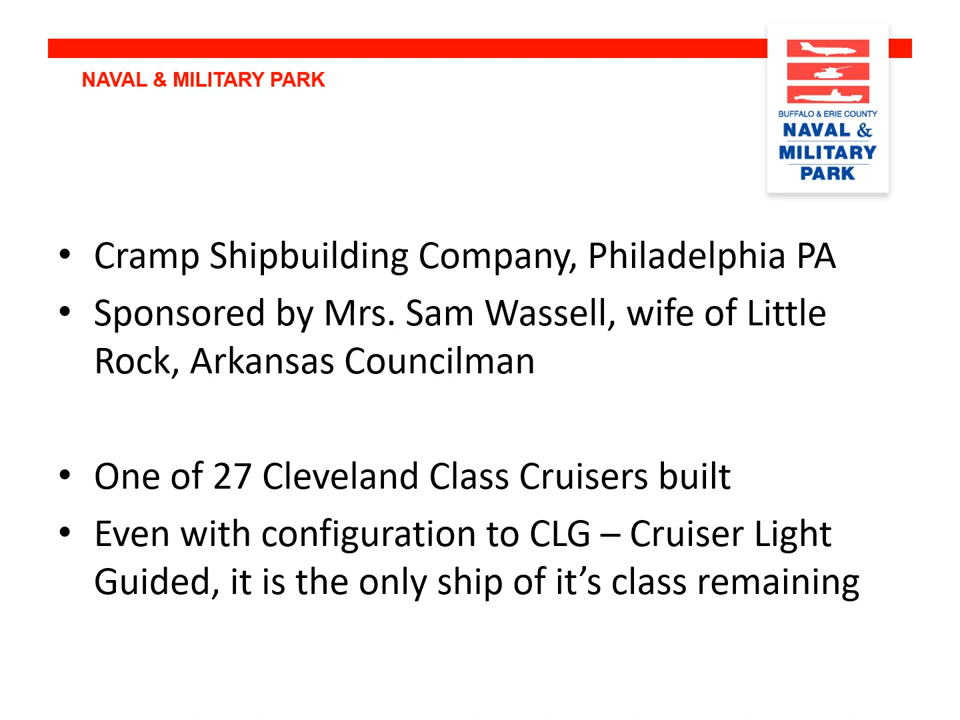 NAVAL & MILITARY PARK
BUFFALO & ERIE COUNTY
NAVAL &
MILITARY
PARK
• Cramp Shipbuilding Company, Philadelphia PA
• Sponsored by Mrs. Sam Wassell, wife of Little
Rock, Arkansas Councilman
• One of 27 Cleveland Class Cruisers built
• Even with configuration to CLG – Cruiser Light
Guided, it is the only ship of it’s class remaining